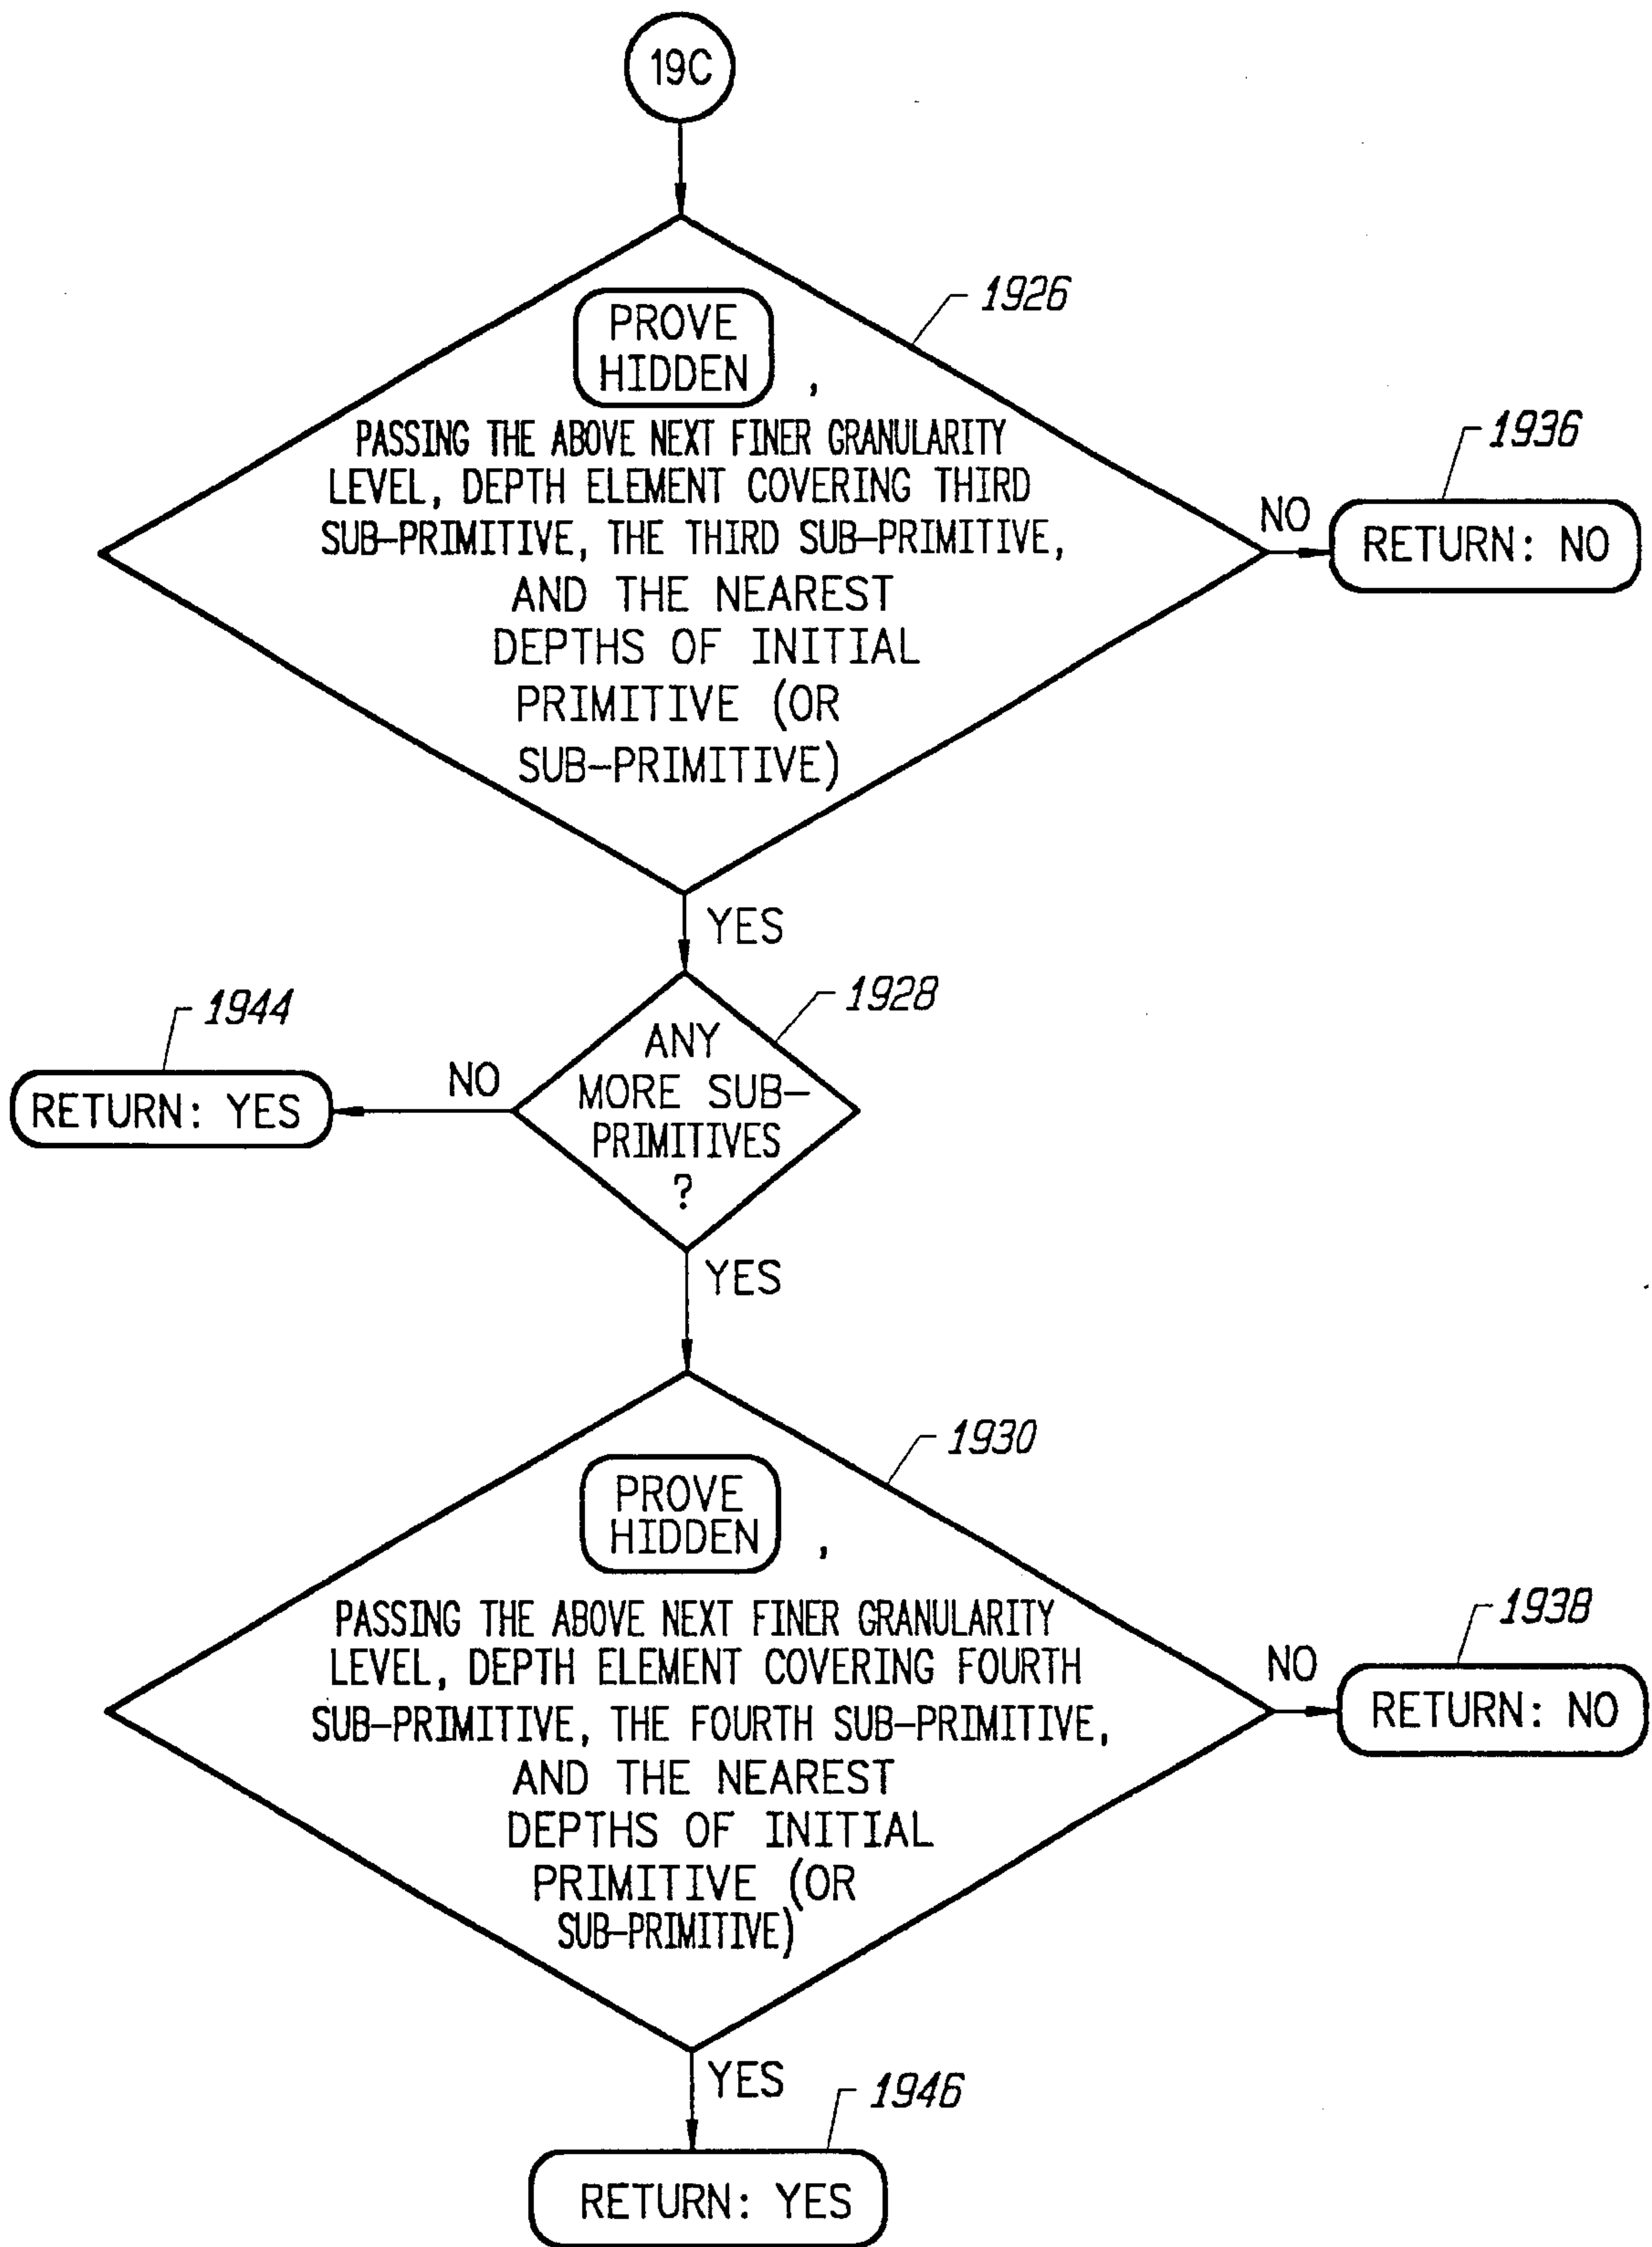 19C
1926
PROVE
HIDDEN ,
PASSING THE ABOVE NEXT FINER GRANULARITY
LEVEL, DEPTH ELEMENT COVERING THIRD
SUB-PRIMITIVE, THE THIRD SUB-PRIMITIVE,
AND THE NEAREST
DEPTHS OF INITIAL
PRIMITIVE (OR
SUB-PRIMITIVE)
NO
1936
RETURN: NO
YES
1928
ANY
MORE SUB-
PRIMITIVES
?
NO
1944
RETURN: YES
YES
1930
PROVE
HIDDEN ,
PASSING THE ABOVE NEXT FINER GRANULARITY
LEVEL, DEPTH ELEMENT COVERING FOURTH
SUB-PRIMITIVE, THE FOURTH SUB-PRIMITIVE,
AND THE NEAREST
DEPTHS OF INITIAL
PRIMITIVE (OR
SUB-PRIMITIVE)
NO
1938
RETURN: NO
YES
1946
RETURN: YES